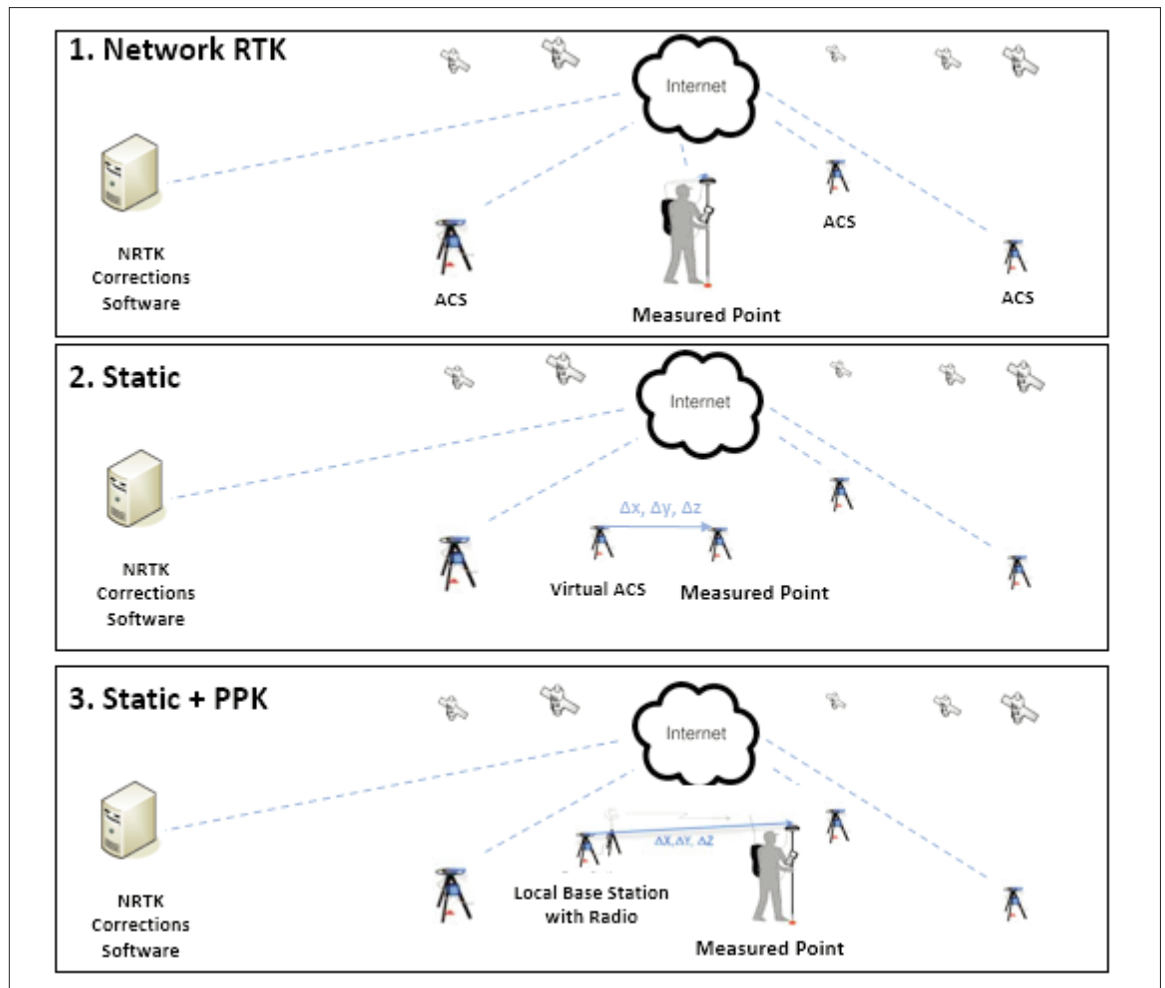 1. Network RTK
Internet
NRTK
Corrections
Software
ACS
Measured Point
ACS
ACS
2. Static
Internet
Δx, Δy, Δz
NRTK
Corrections
Software
Virtual ACS
Measured Point
3. Static + PPK
Internet
ΔX,ΔY, ΔZ
NRTK
Corrections
Software
Local Base Station
with Radio
Measured Point